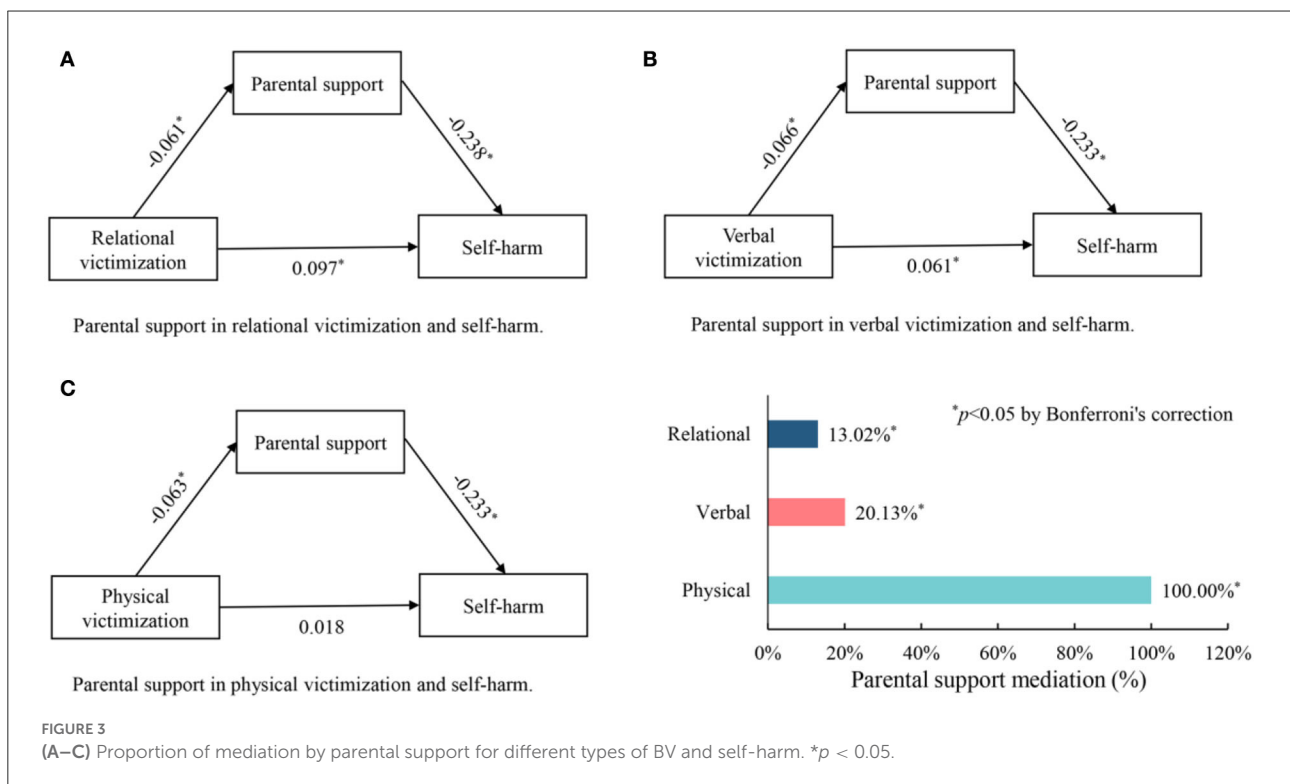 A
Parental support
-0.061*
-0.238*
Relational
victimization
Self-harm
0.097*
Parental support in relational victimization and self-harm.
B
Parental support
-0.066*
-0.233*
Verbal
victimization
Self-harm
0.061*
Parental support in verbal victimization and self-harm.
C
Parental support
-0.063*
-0.233*
Physical
victimization
Self-harm
0.018
Parental support in physical victimization and self-harm.
*p<0.05 by Bonferroni's correction
Relational
13.02%*
Verbal
20.13%*
Physical
100.00%*
0% 20% 40% 60% 80% 100% 120%
Parental support mediation (%)
FIGURE 3
(A–C) Proportion of mediation by parental support for different types of BV and self-harm. *p < 0.05.